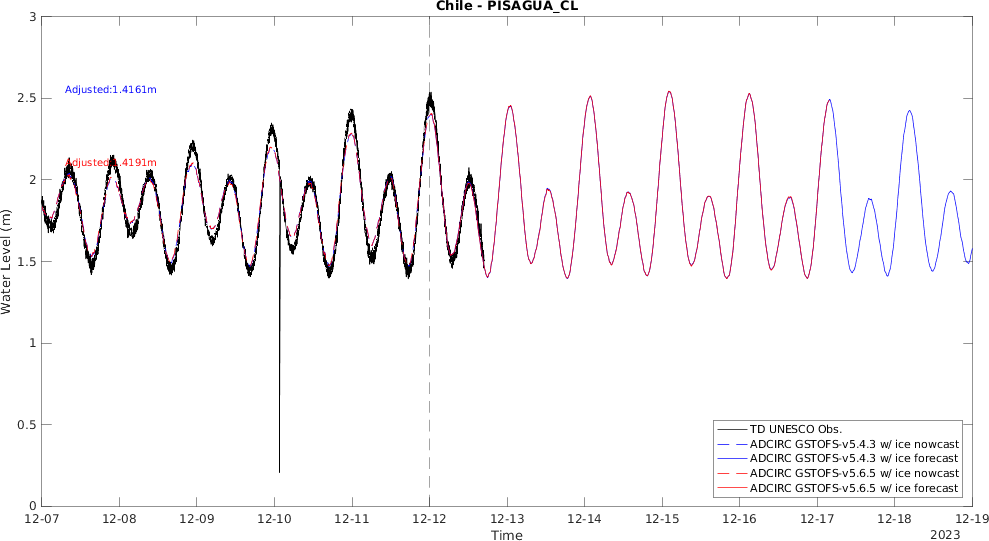 Chile - PISAGUA_CL
3
2.5
2
1.5
1
0.5
0
Water Level (m)
Adjusted:1.4161m
Adjusted:1.4191m
TD UNESCO Obs.
ADCIRC GSTOFS-v5.4.3 w/ ice nowcast
ADCIRC GSTOFS-v5.4.3 w/ ice forecast
ADCIRC GSTOFS-v5.6.5 w/ ice nowcast
ADCIRC GSTOFS-v5.6.5 w/ ice forecast
12-07 12-08 12-09 12-10 12-11 12-12 12-13 12-14 12-15 12-16 12-17 12-18 12-19
Time
2023